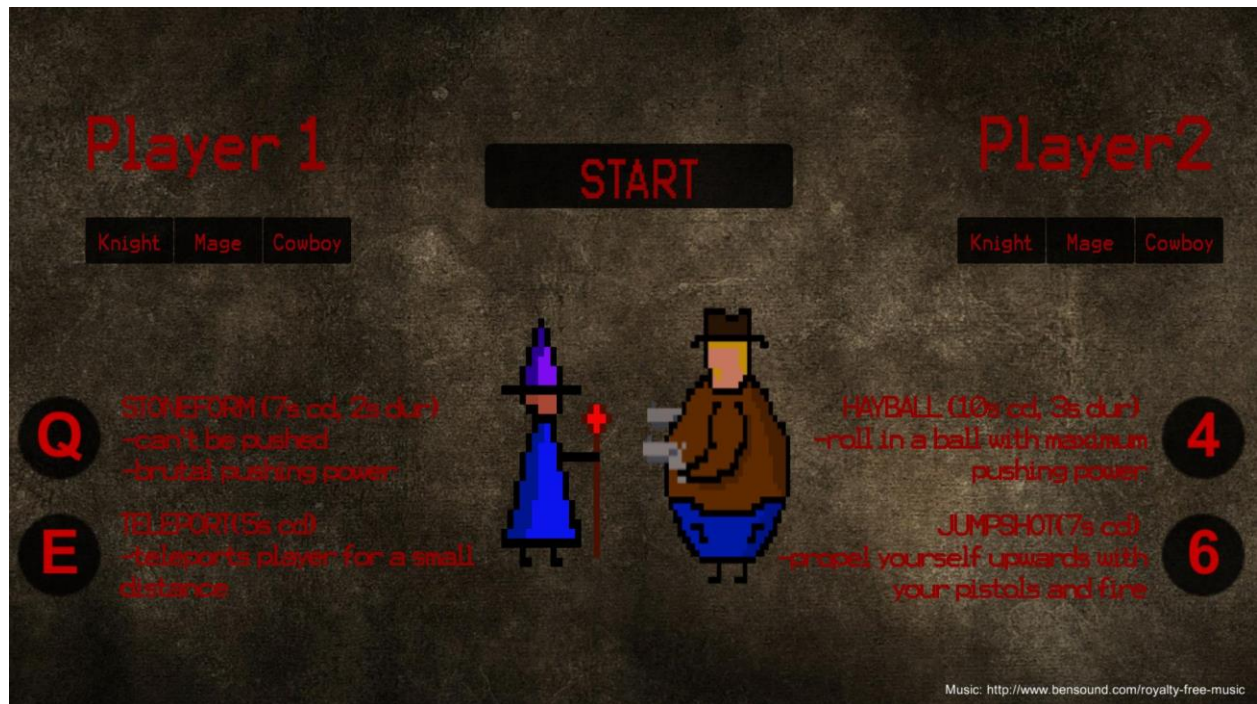 Player 1
START
Player2
Knight Mage Cowboy
Knight Mage Cowboy
Q
STONEFORM (7s cd, 2s dur)
-can't be pushed
-brutal pushing power
E
TELEPORT(5s cd)
-teleports player for a small
distance
HAYBALL (10s cd, 3s dur)
-roll in a ball with maximum
pushing power
4
JUMPSHOT(7s cd)
-propel yourself upwards with
your pistols and fire
6
Music: http://www.bensound.com/royalty-free-music